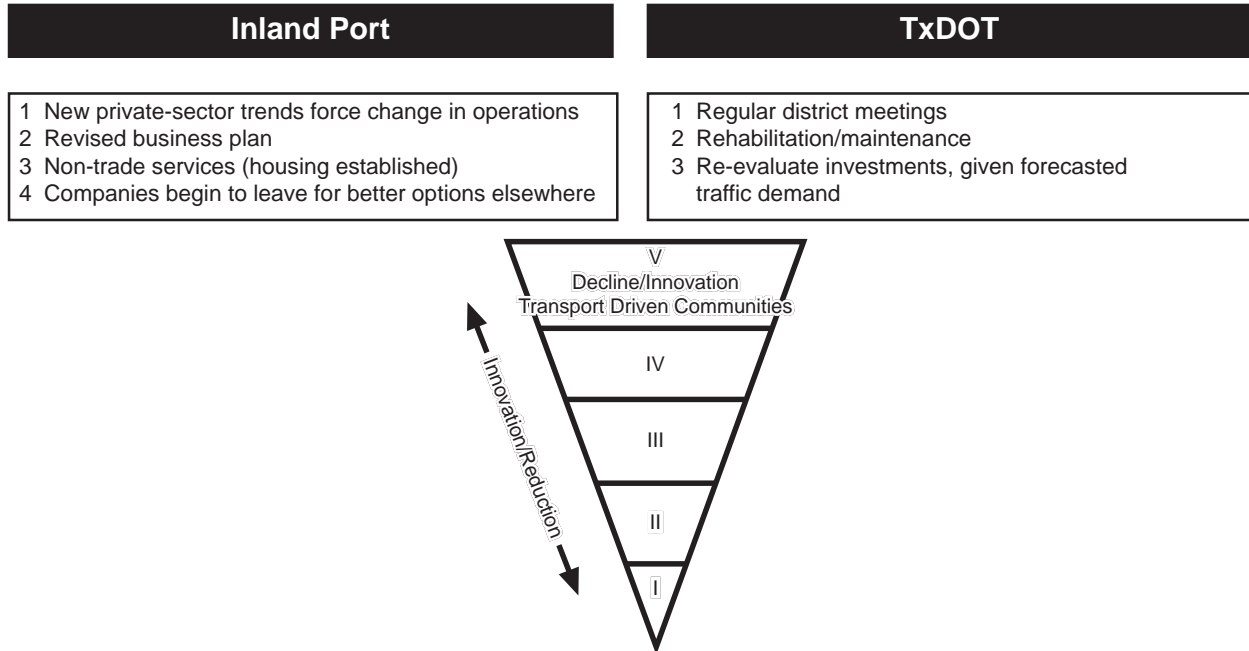 Inland Port
TxDOT
1 New private-sector trends force change in operations
2 Revised business plan
3 Non-trade services (housing established)
4 Companies begin to leave for better options elsewhere
1 Regular district meetings
2 Rehabilitation/maintenance
3 Re-evaluate investments, given forecasted
traffic demand
V
Decline/Innovation
Transport Driven Communities
IV
III
II
I
Innovation/Reduction